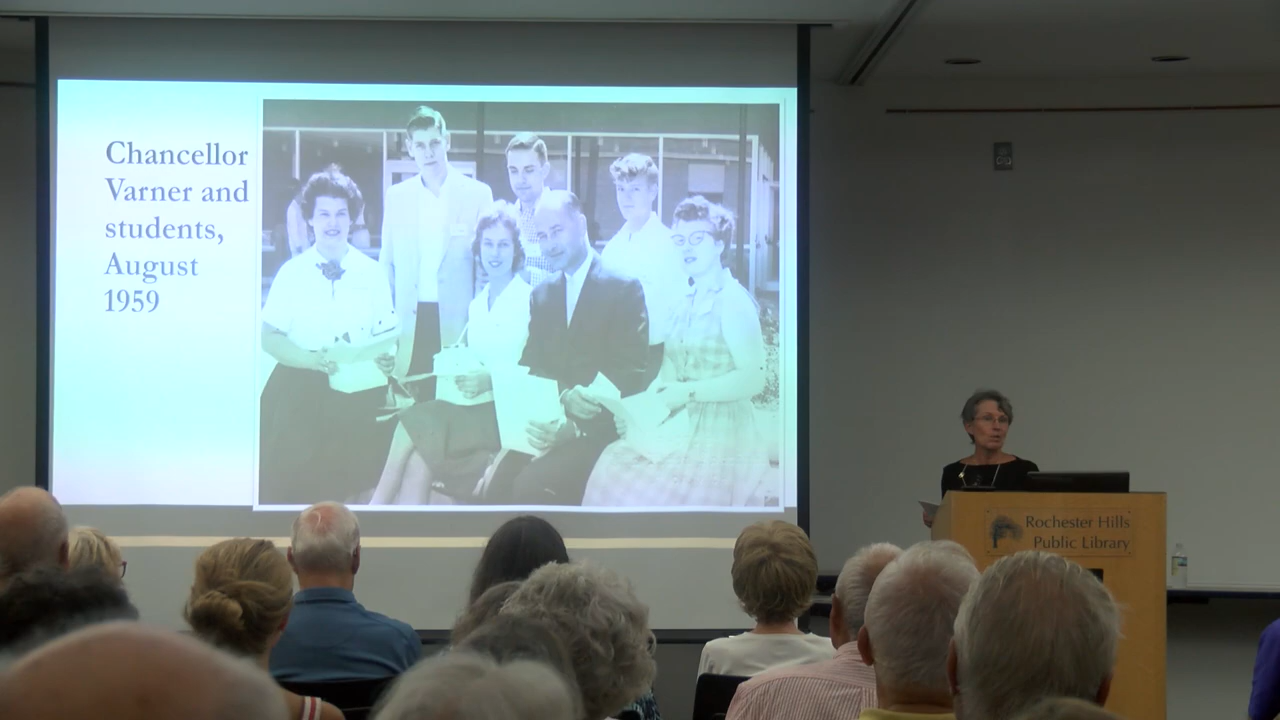 Chancellor
Varner and
students,
August
1959
Rochester Hills
Public Library